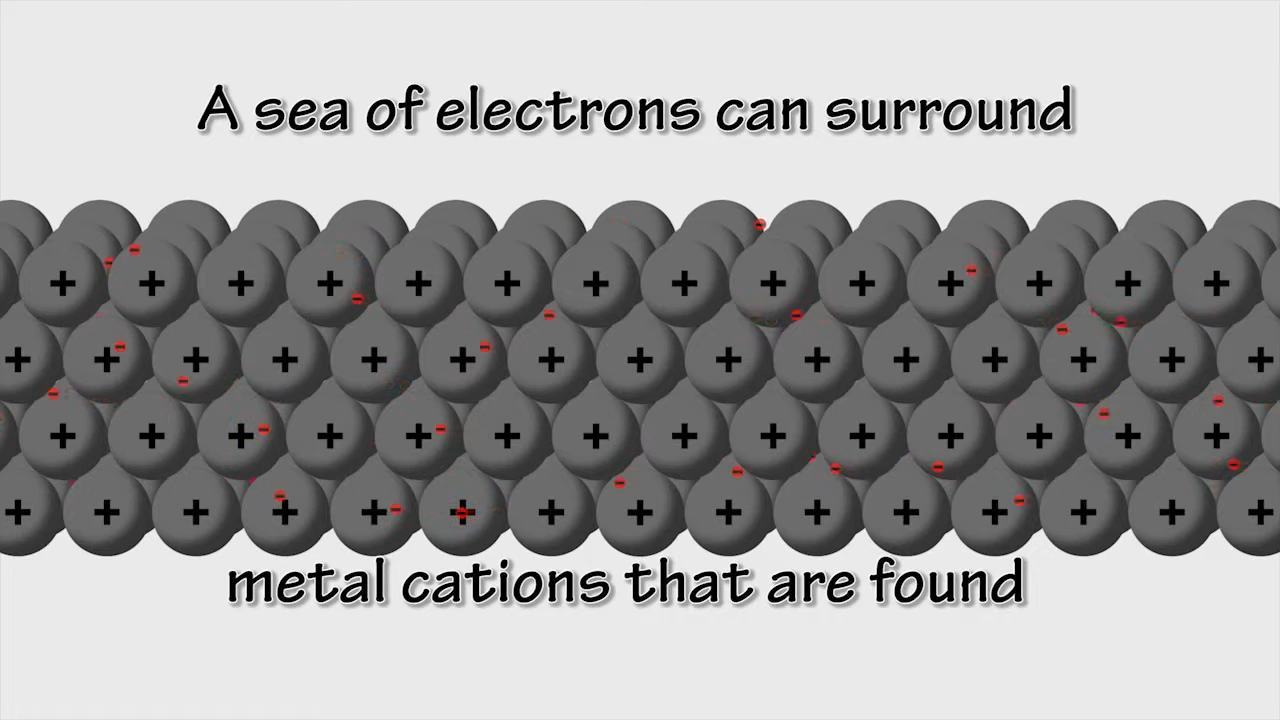 A sea of electrons can surround
+ + + + + + + + + + + + + +
+ + + + + + + + + + + + + + +
+ + + + + + + + + + + + + +
+ + + + + + + + + + + + + + +
metal cations that are found